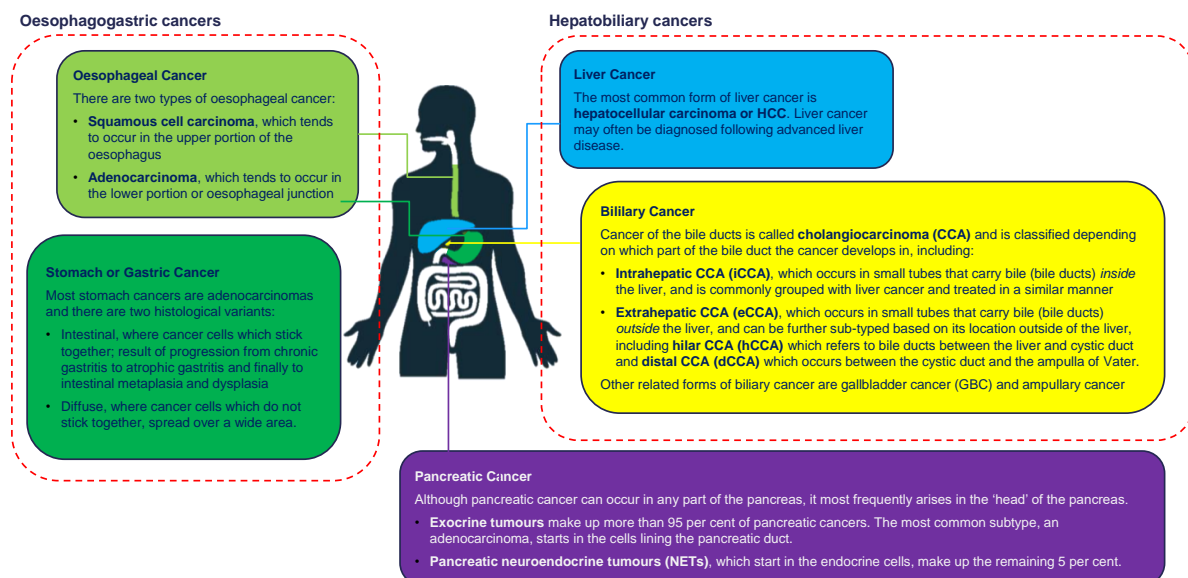 Oesophagogastric cancers
Oesophageal Cancer
There are two types of oesophageal cancer:
• Squamous cell carcinoma, which tends
to occur in the upper portion of the
oesophagus
• Adenocarcinoma, which tends to occur in
the lower portion or oesophageal junction
Stomach or Gastric Cancer
Most stomach cancers are adenocarcinomas
and there are two histological variants:
• Intestinal, where cancer cells which stick
together; result of progression from chronic
gastritis to atrophic gastritis and finally to
intestinal metaplasia and dysplasia
• Diffuse, where cancer cells which do not
stick together, spread over a wide area.
Hepatobiliary cancers
Liver Cancer
The most common form of liver cancer is
hepatocellular carcinoma or HCC. Liver cancer
may often be diagnosed following advanced liver
disease.
Bililary Cancer
Cancer of the bile ducts is called cholangiocarcinoma (CCA) and is classified depending
on which part of the bile duct the cancer develops in, including:
• Intrahepatic CCA (iCCA), which occurs in small tubes that carry bile (bile ducts) inside
the liver, and is commonly grouped with liver cancer and treated in a similar manner
• Extrahepatic CCA (eCCA), which occurs in small tubes that carry bile (bile ducts)
outside the liver, and can be further sub-typed based on its location outside of the liver,
including hilar CCA (hCCA) which refers to bile ducts between the liver and cystic duct
and distal CCA (dCCA) which occurs between the cystic duct and the ampulla of Vater.
Other related forms of biliary cancer are gallbladder cancer (GBC) and ampullary cancer
Pancreatic Cancer
Although pancreatic cancer can occur in any part of the pancreas, it most frequently arises in the ‘head’ of the pancreas.
• Exocrine tumours make up more than 95 per cent of pancreatic cancers. The most common subtype, an
adenocarcinoma, starts in the cells lining the pancreatic duct.
• Pancreatic neuroendocrine tumours (NETs), which start in the endocrine cells, make up the remaining 5 per cent.